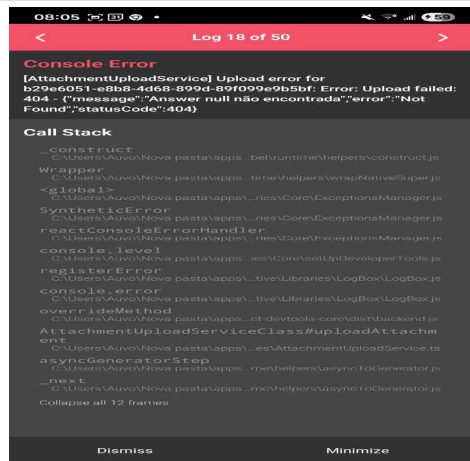 08:05
59
< Log 18 of 50 >
Console Error
[AttachmentUploadService] Upload error for
b29e6051-e8b8-4d68-899d-89f099e9b5bf: Error: Upload failed:
404 - {"message":"Answer null não encontrada","error":"Not
Found","statusCode":404}
Call Stack
_construct
C:\Users\Auvo\Nova pasta\apps...bel\runtime\helpers\construct.js
Wrapper
C:\Users\Auvo\Nova pasta\apps...time\helpers\wrapNativeSuper.js
<global>
C:\Users\Auvo\Nova pasta\apps\...ries\Core\ExceptionsManager.js
SyntheticError
C:\Users\Auvo\Nova pasta\apps\...ries\Core\ExceptionsManager.js
reactConsoleErrorHandler
C:\Users\Auvo\Nova pasta\apps\...ries\Core\ExceptionsManager.js
console.level
C:\Users\Auvo\Nova pasta\apps...ies\Core\setUpDeveloperTools.js
registerError
C:\Users\Auvo\Nova pasta\apps\...tive\Libraries\LogBox\LogBox.js
console.error
C:\Users\Auvo\Nova pasta\apps\...tive\Libraries\LogBox\LogBox.js
overrideMethod
C:\Users\Auvo\Nova pasta\apps...ct-devtools-core\dist\backend.js
AttachmentUploadServiceClass#uploadAttachm
ent
C:\Users\Auvo\Nova pasta\apps\...es\AttachmentUploadService.ts
asyncGeneratorStep
C:\Users\Auvo\Nova pasta\apps...me\helpers\asyncToGenerator.js
_next
C:\Users\Auvo\Nova pasta\apps...me\helpers\asyncToGenerator.js
Collapse all 12 frames
Dismiss
Minimize